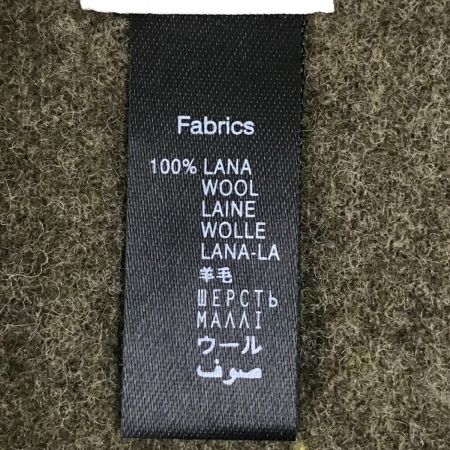 Fabrics
100% LANA
WOOL
LAINE
WOLLE
LANA-LA
羊毛
ШЕРСТЬ
ΜΑΛΛΙ
ウール
صوف